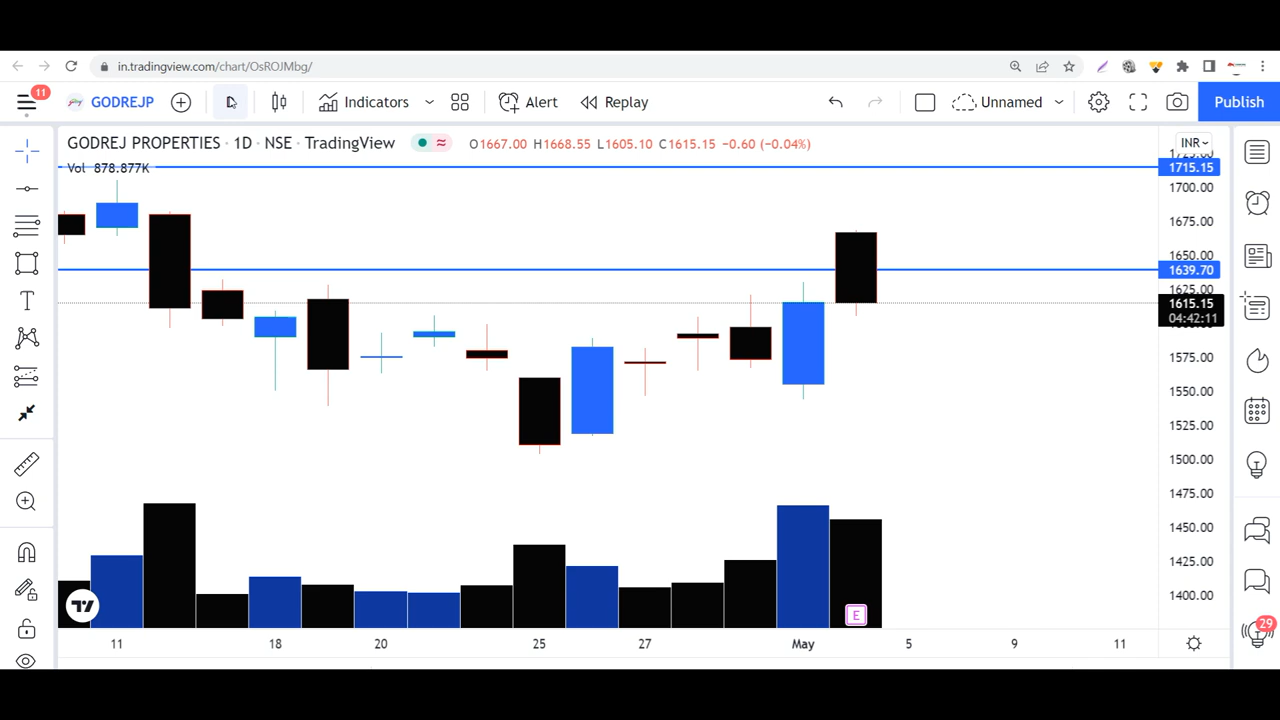 in.tradingview.com/chart/OsROJMbg/
11
GODREJP
Indicators
Alert
Replay
Unnamed
Publish
GODREJ PROPERTIES · 1D · NSE · TradingView
O1667.00 H1668.55 L1605.10 C1615.15 −0.60 (−0.04%)
INR
Vol 878.877K
1715.15
1700.00
1675.00
1650.00
1639.70
1625.00
1615.15
04:42:11
1575.00
1550.00
1525.00
1500.00
1475.00
1450.00
1425.00
1400.00
E
29
11
18
20
25
27
May
5
9
11